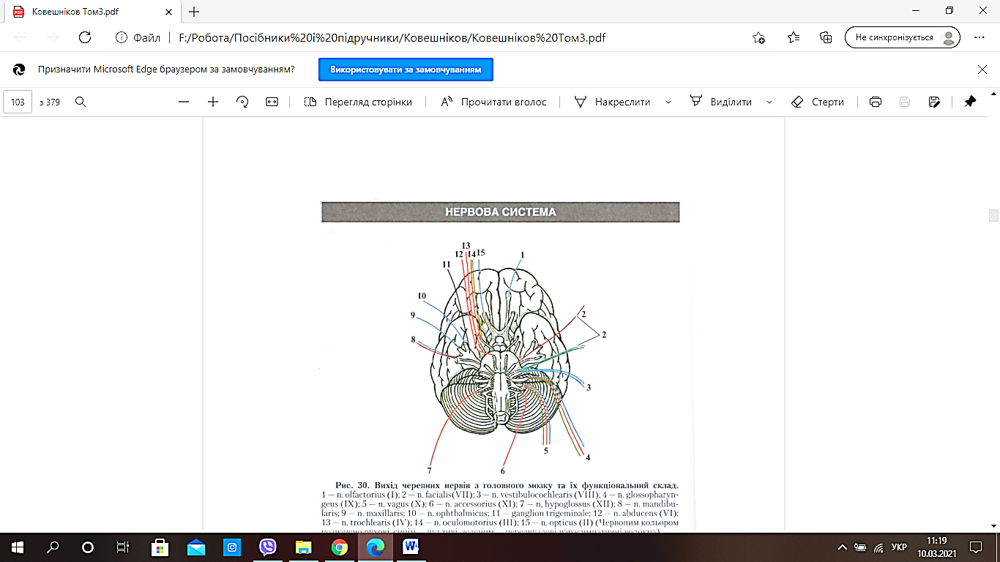 Ковешніков Том3.pdf
Файл
F:/Робота/Посібники%20і%20підручники/Ковешніков/Ковешніков%20Том3.pdf
Не синхронізується
Призначити Microsoft Edge браузером за замовчуванням?
Використовувати за замовчуванням
103 з 379
Перегляд сторінки
Прочитати вголос
Накреслити
Виділити
Стерти
НЕРВОВА СИСТЕМА
13
12 14 15 1
11
10
9 2
8 2
3
5
4
7 6
Рис. 30. Вихід черепних нервів з головного мозку та їх функціональний склад.
1 – n. olfactorius (I); 2 – n. facialis(VII); 3 – n. vestibulocochlearis (VIII); 4 – n. glossopharyn-
geus (IX); 5 – n. vagus (X); 6 – n. accessorius (XI); 7 – n, hypoglossus (XII); 8 – n. mandibu-
laris; 9 – n. maxillaris; 10 – n. ophthalmicus; 11 – ganglion trigeminale; 12 – n. abducens (VI);
13 – n. trochlearis (IV); 14 – n. oculomotorius (III); 15 – n. opticus (II) (Червоним кольором
УКР
11:19
10.03.2021